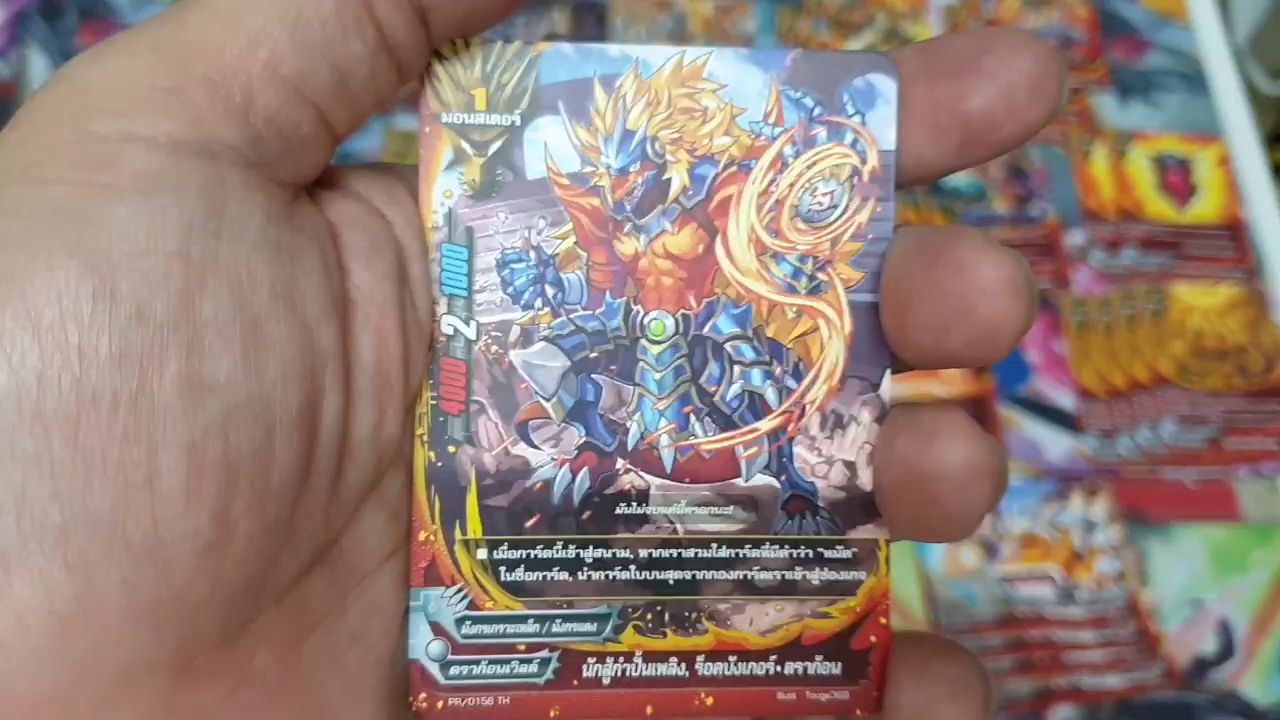 1
มอนสเตอร์
4000 2 1000
มันไม่จบแค่นี้หรอกนะ!
■ เมื่อการ์ดนี้เข้าสู่สนาม, หากเราสวมใส่การ์ดที่มีคำว่า "หมัด"
ในชื่อการ์ด, นำการ์ดใบบนสุดจากกองการ์ดเราเข้าสู่ช่องเกจ
มังกรเกราะเหล็ก / มังกรแดง
ดราก้อนเวิลด์
นักสู้กำปั้นเพลิง, ร็อคบังเกอร์・ดราก้อน
PR/0158 TH
Illust